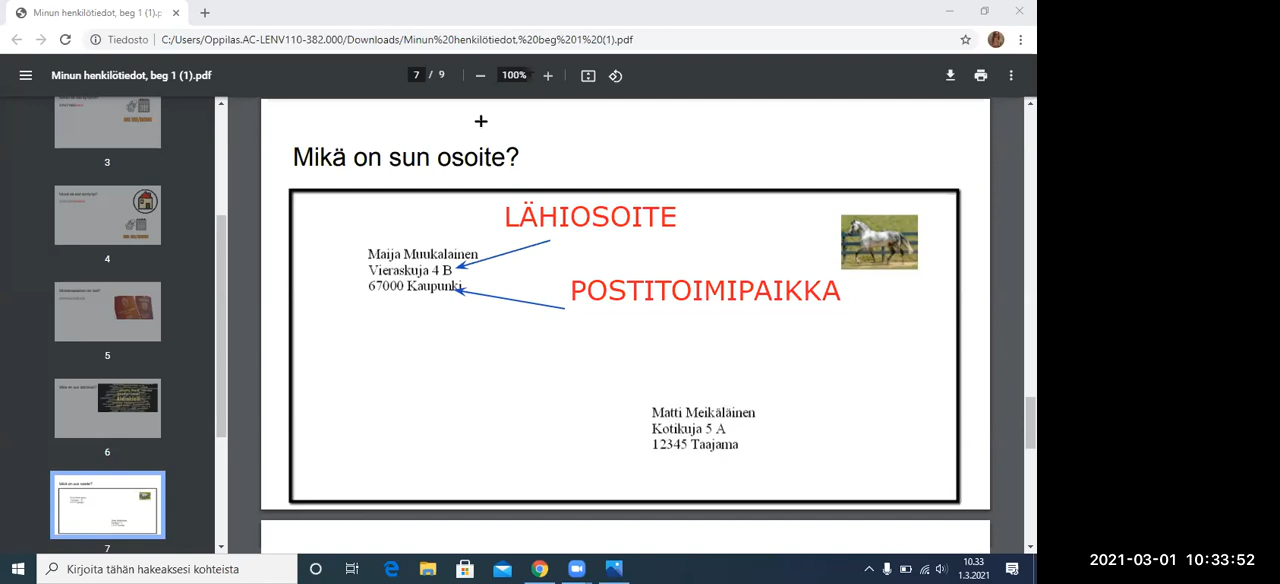 Minun henkilötiedot, beg 1 (1).p
Tiedosto
C:/Users/Oppilas.AC-LENV110-382.000/Downloads/Minun%20henkilötiedot,%20beg%201%20(1).pdf
Minun henkilötiedot, beg 1 (1).pdf
7 / 9
100%
3
4
5
6
7
Mikä on sun osoite?
LÄHIOSOITE
Maija Muukalainen
Vieraskuja 4 B
67000 Kaupunki
POSTITOIMIPAIKKA
Matti Meikäläinen
Kotikuja 5 A
12345 Taajama
Kirjoita tähän hakeaksesi kohteista
10.33
1.3.2021
2021-03-01 10:33:52